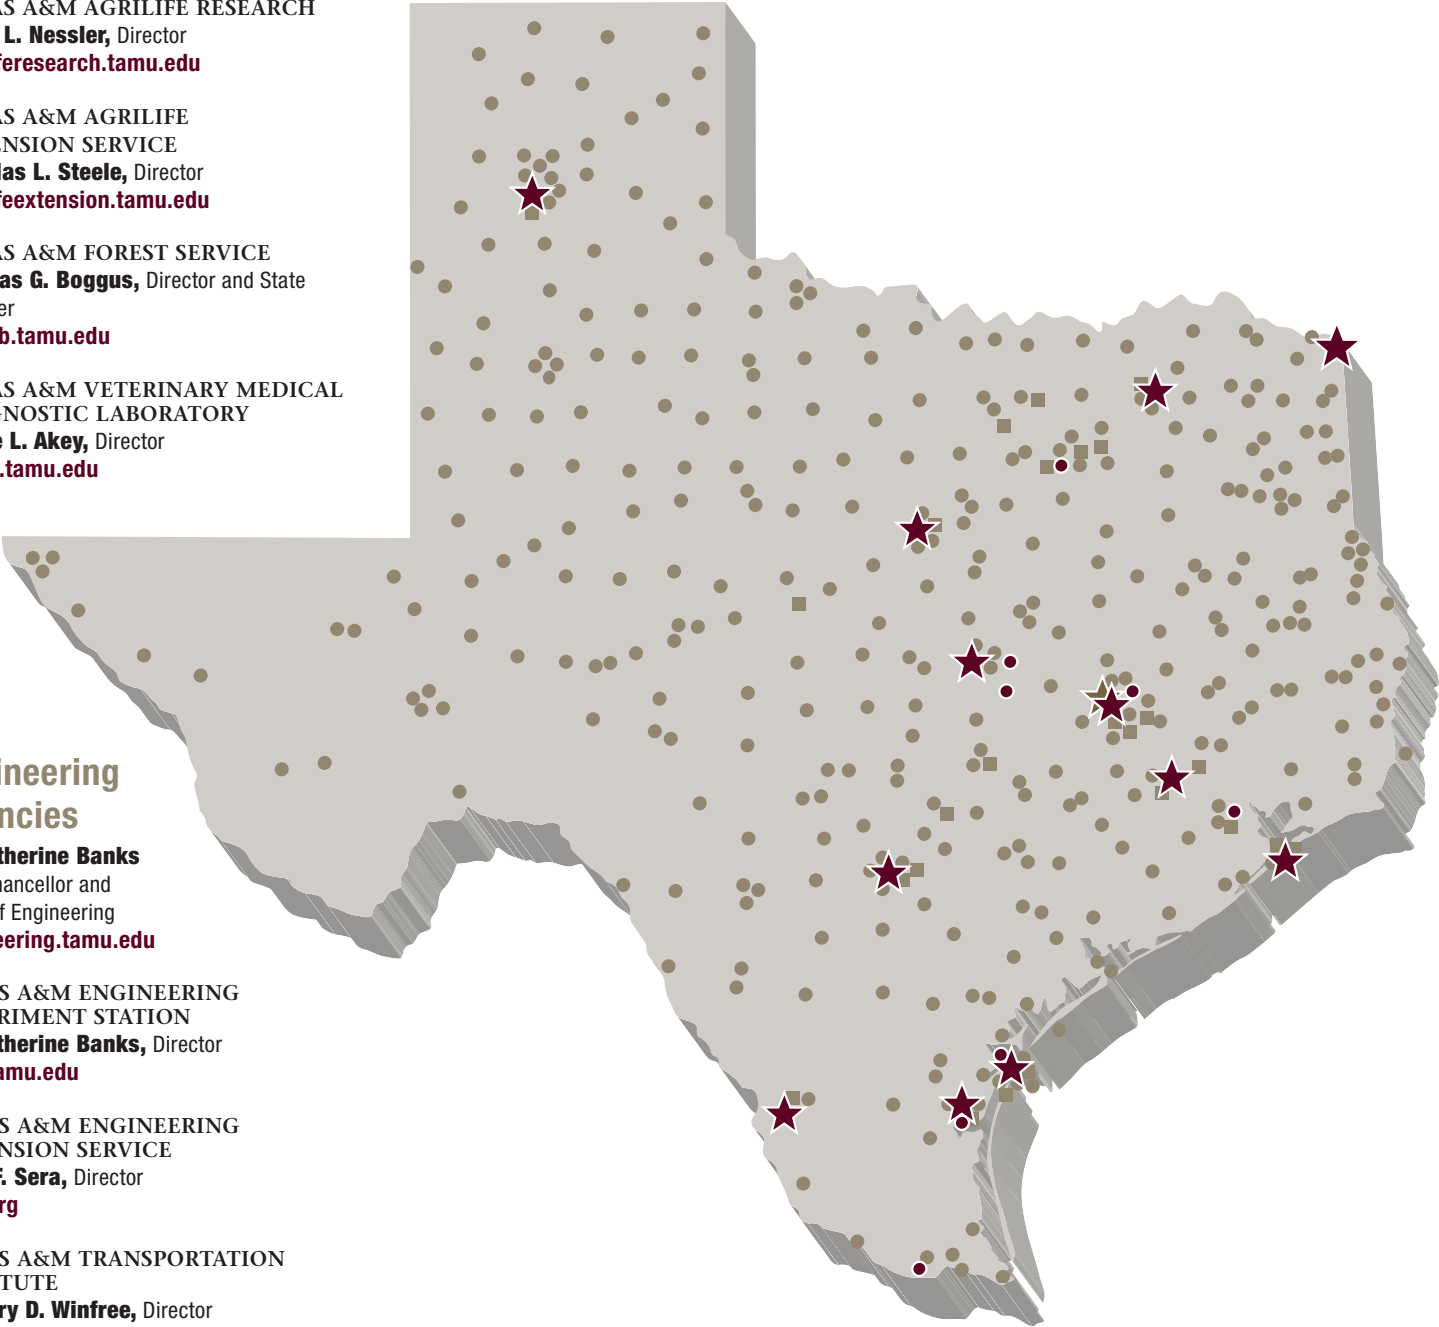 AS A&M AGRILIFE RESEARCH
L. Nessler, Director
feresearch.tamu.edu
AS A&M AGRILIFE
ENSION SERVICE
las L. Steele, Director
feextension.tamu.edu
AS A&M FOREST SERVICE
as G. Boggus, Director and State
er
b.tamu.edu
AS A&M VETERINARY MEDICAL
GNOSTIC LABORATORY
e L. Akey, Director
.tamu.edu
ineering
ncies
therine Banks
hancellor and
f Engineering
eering.tamu.edu
S A&M ENGINEERING
RIMENT STATION
therine Banks, Director
amu.edu
S A&M ENGINEERING
NSION SERVICE
F. Sera, Director
rg
S A&M TRANSPORTATION
TUTE
ry D. Winfree, Director